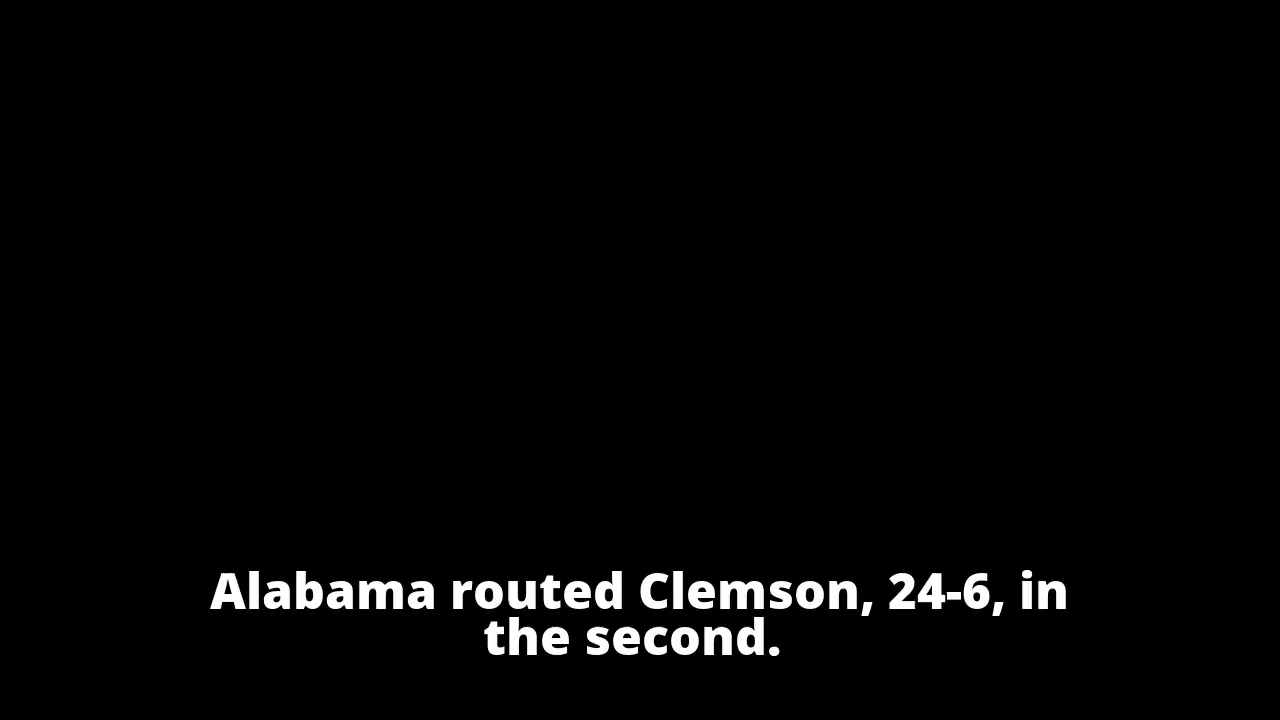 Alabama routed Clemson, 24-6, in
the second.